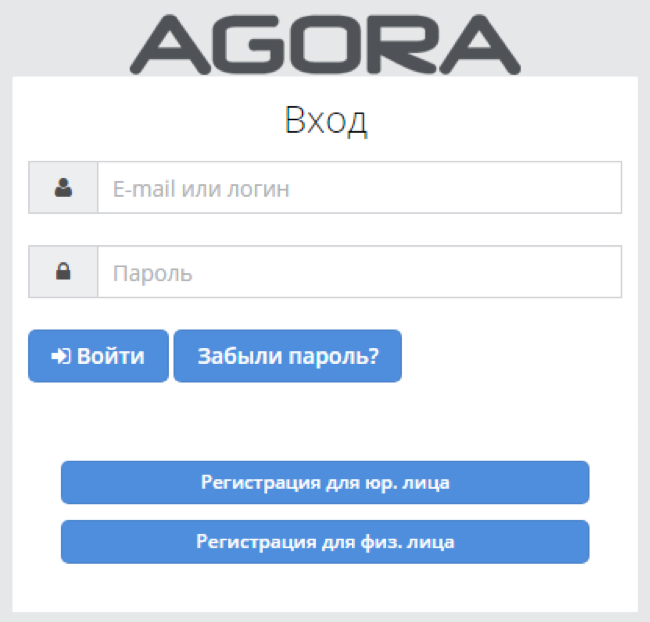 AGORA
Вход
E-mail или логин
Пароль
Войти Забыли пароль?
Регистрация для юр. лица
Регистрация для физ. лица